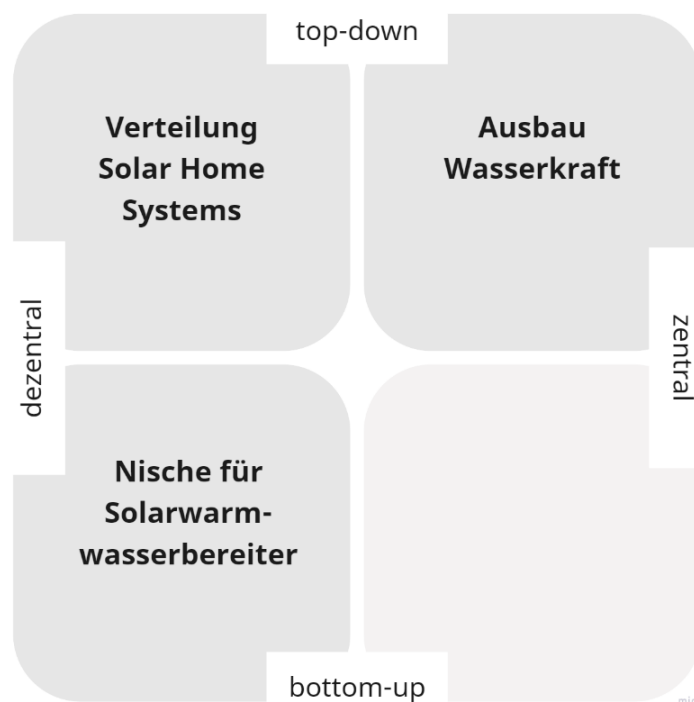 top-down
Verteilung
Solar Home
Systems
Ausbau
Wasserkraft
dezentral
zentral
Nische für
Solarwarm-
wasserbereiter
bottom-up